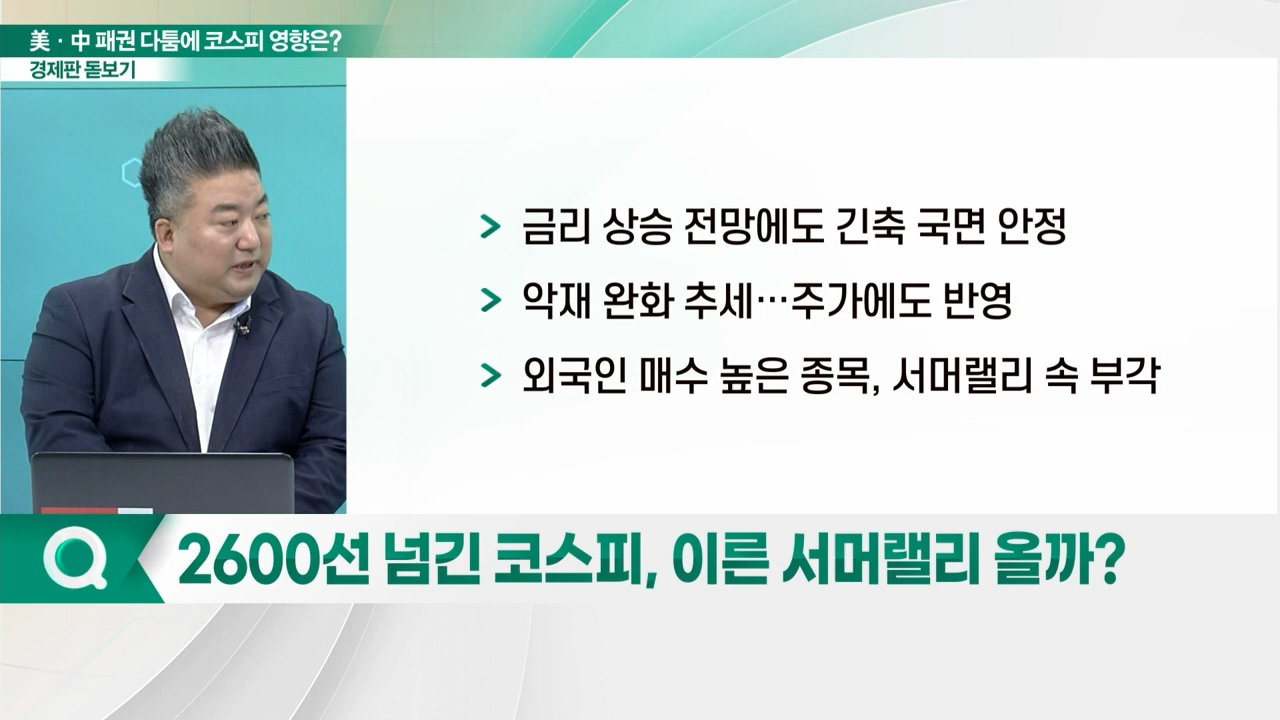 美·中 패권 다툼에 코스피 영향은?
경제판 돋보기
> 금리 상승 전망에도 긴축 국면 안정
> 악재 완화 추세…주가에도 반영
> 외국인 매수 높은 종목, 서머랠리 속 부각
Q 2600선 넘긴 코스피, 이른 서머랠리 올까?